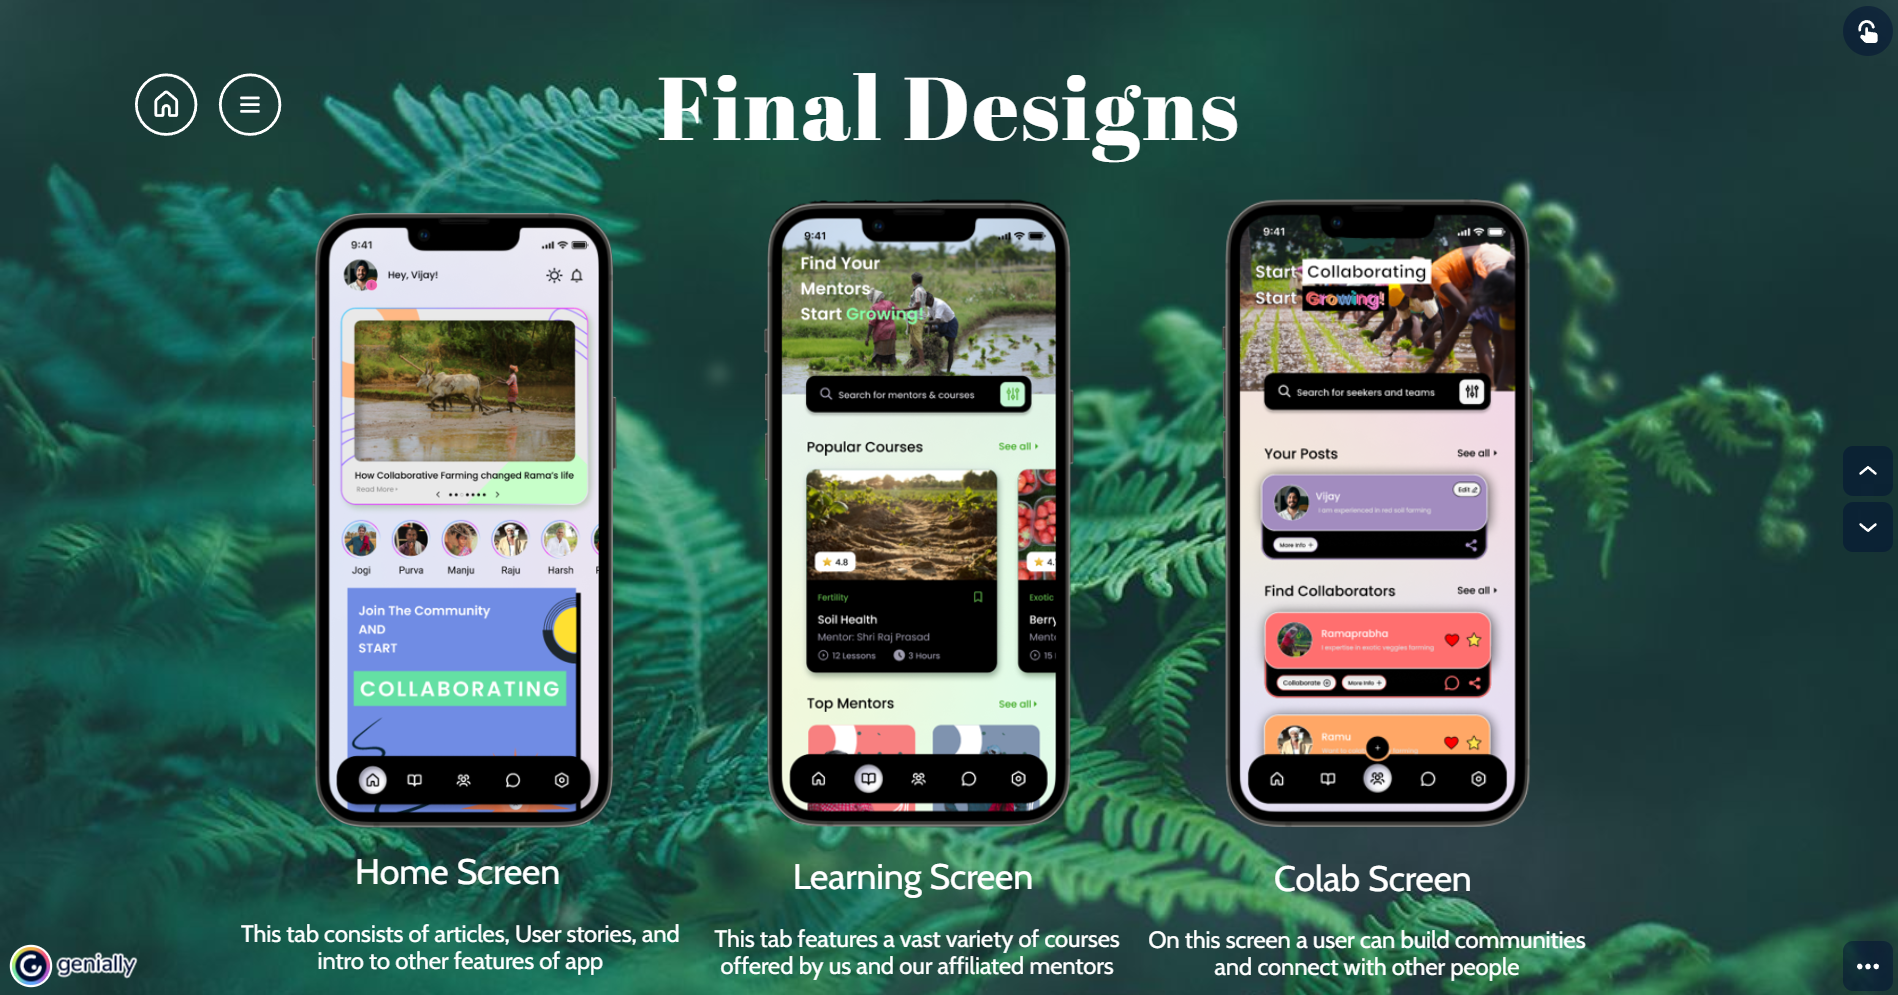 Final Designs
9:41
Hey, Vijay!
How Collaborative Farming changed Rama's life
Read More>
Jogi
Purva
Manju
Raju
Harsh
Join The Community
AND
START
COLLABORATING
Home Screen
This tab consists of articles, User stories, and
intro to other features of app
9:41
Find Your
Mentors
Start Growing!
Search for mentors & courses
Popular Courses
See all
4.8
4.
Fertility
Exotic
Soil Health
Berry
Mentor: Shri Raj Prasad
12 Lessons
3 Hours
15
Top Mentors
See all
Learning Screen
This tab features a vast variety of courses
offered by us and our affiliated mentors
9:41
Start Collaborating
Start Growing!
Search for seekers and teams
Your Posts
See all
Vijay
Edit
I am experienced in red soil farming
More Info +
Find Collaborators
See all
Ramaprabha
I expertise in exotic veggies farming
Collaborate
More Info +
Ramu
farming
Colab Screen
On this screen a user can build communities
and connect with other people
genially